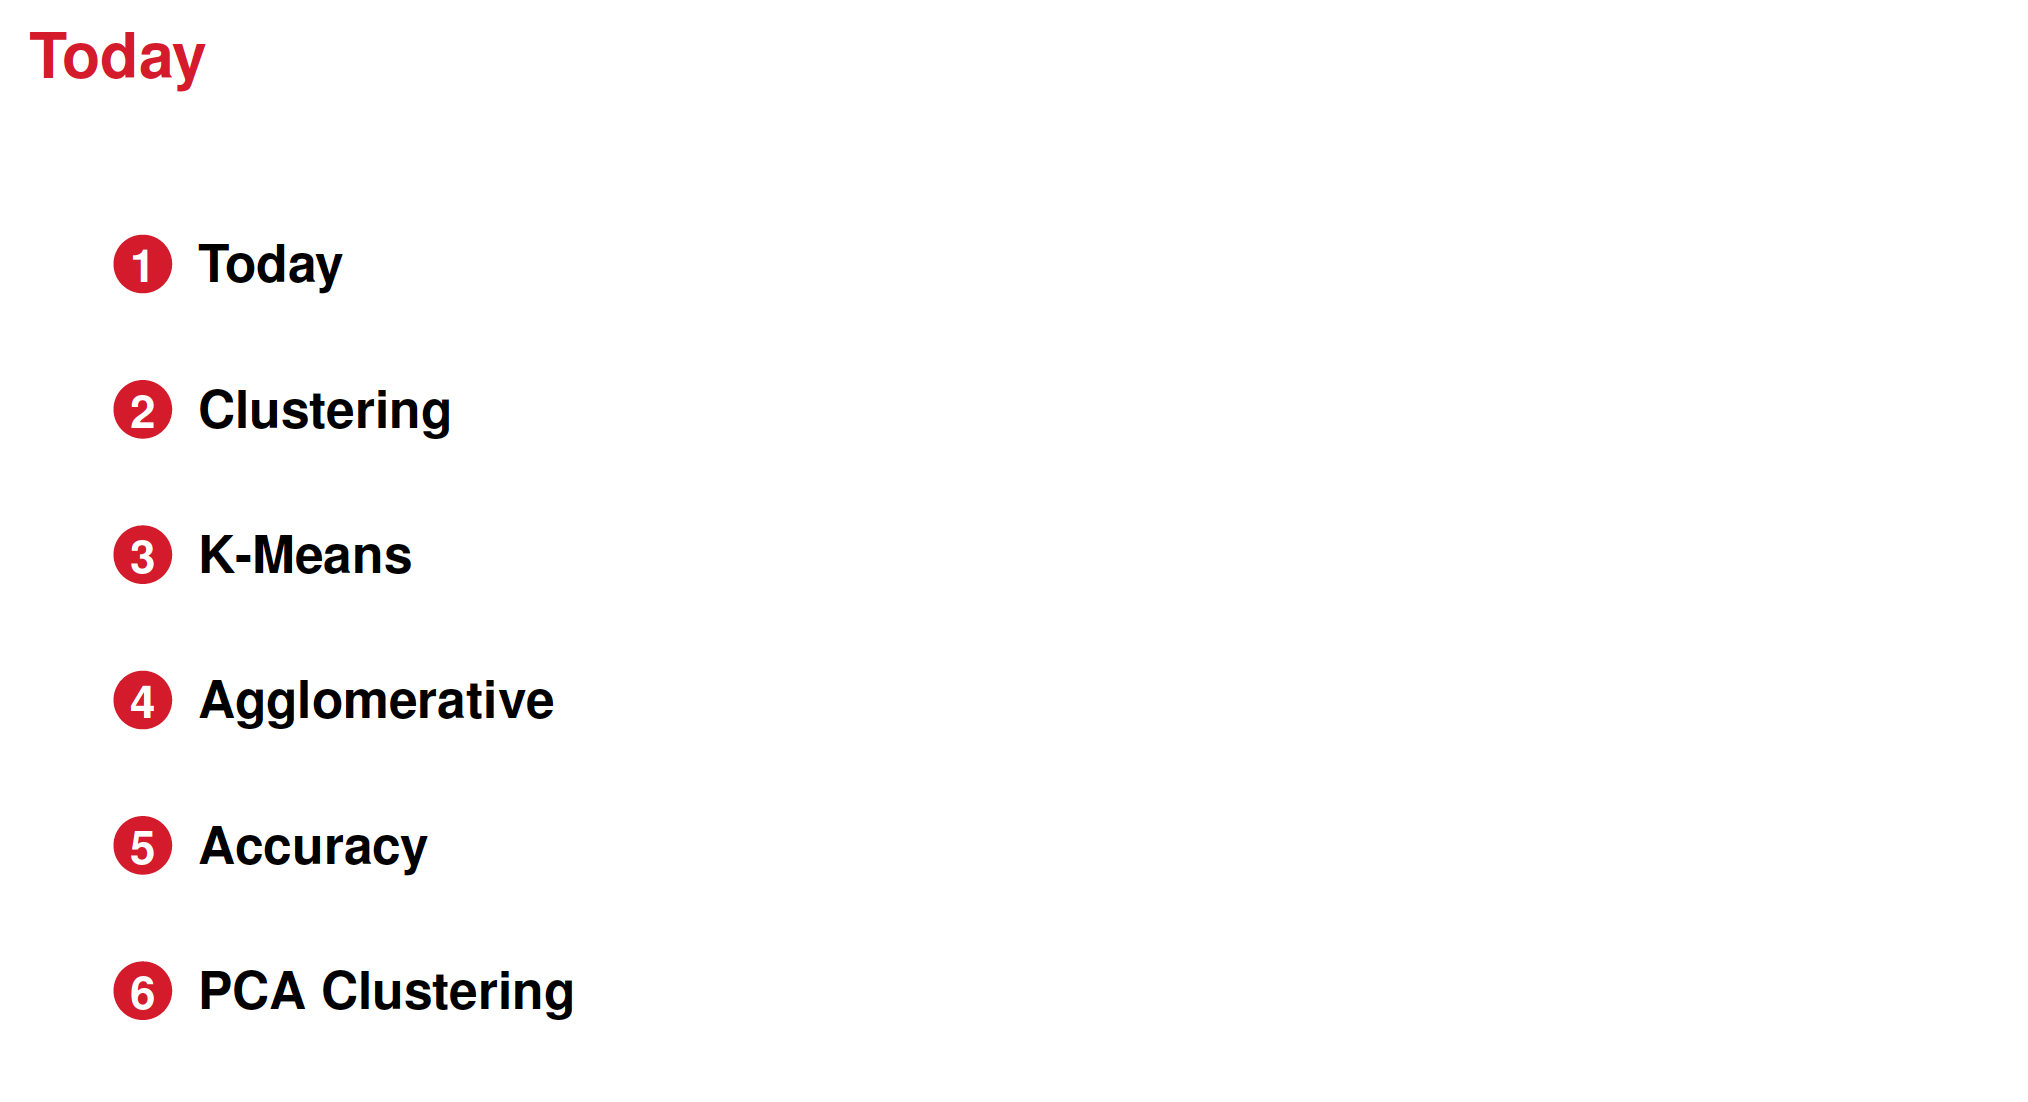 Today
1 Today
2 Clustering
3 K-Means
4 Agglomerative
5 Accuracy
6 PCA Clustering